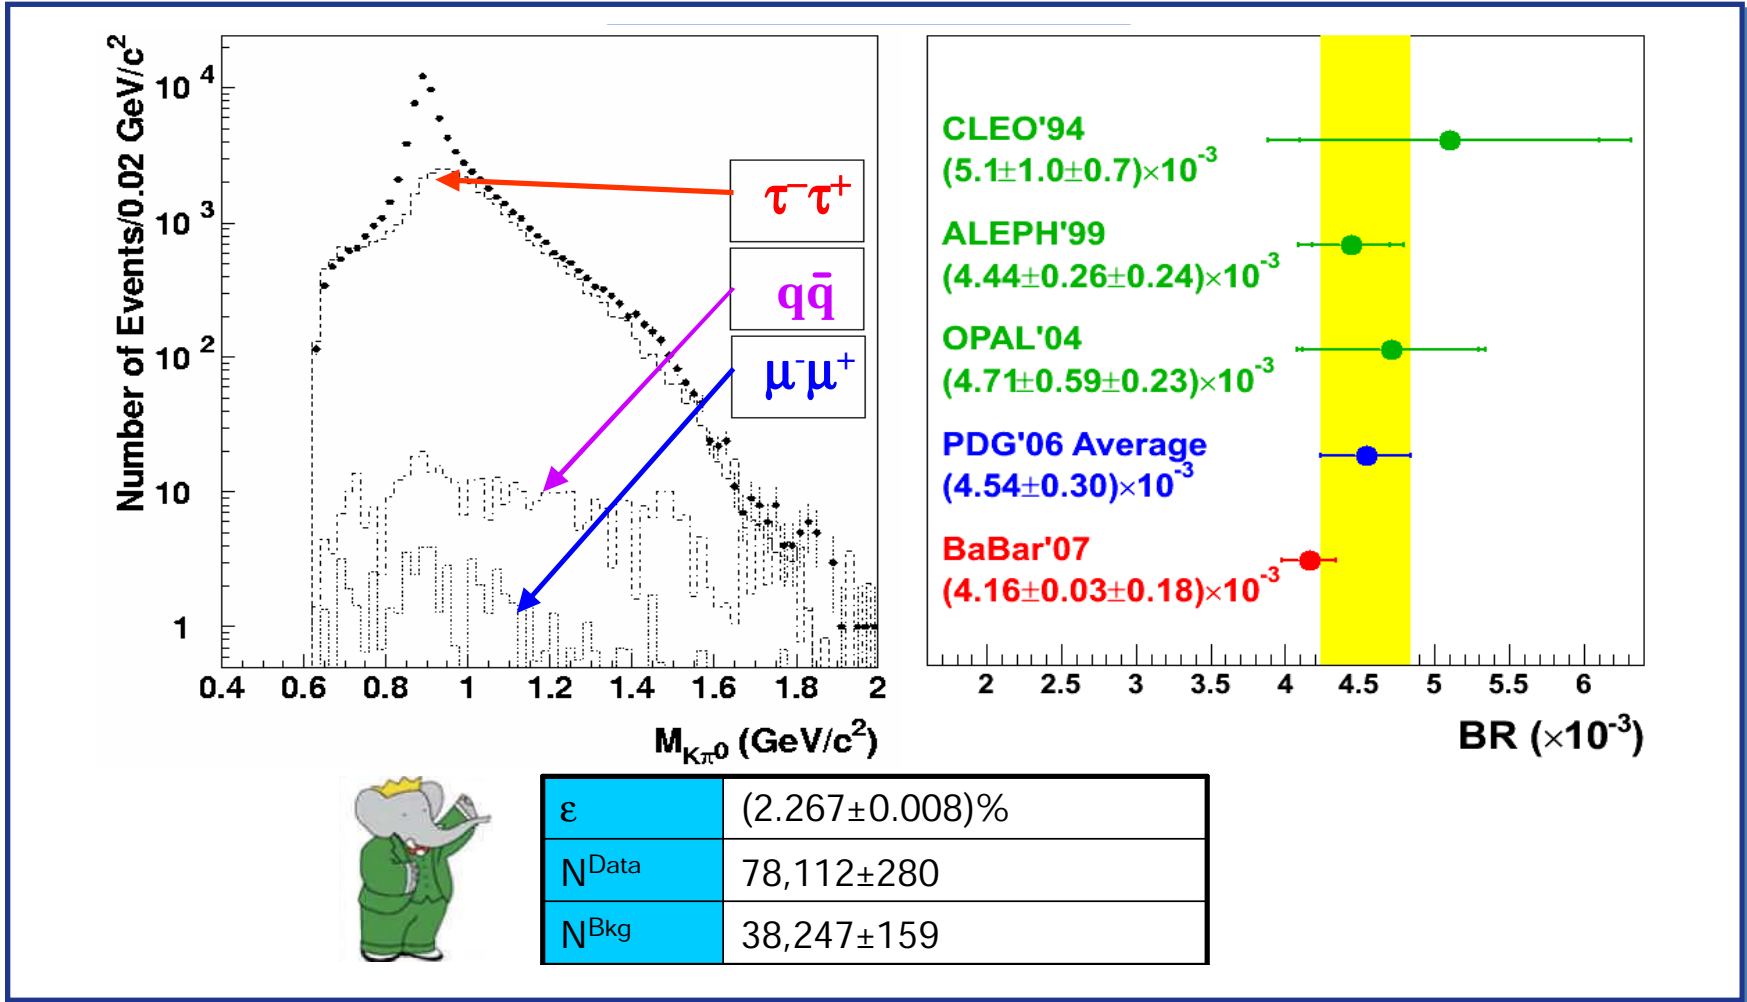 Number of Events/0.02 GeV/c²
10⁴
10³
10²
10
1
0.4 0.6 0.8 1 1.2 1.4 1.6 1.8 2
M_Kπ⁰ (GeV/c²)
τ⁻τ⁺
qq̄
μ⁻μ⁺
CLEO'94
(5.1±1.0±0.7)×10⁻³
ALEPH'99
(4.44±0.26±0.24)×10⁻³
OPAL'04
(4.71±0.59±0.23)×10⁻³
PDG'06 Average
(4.54±0.30)×10⁻³
BaBar'07
(4.16±0.03±0.18)×10⁻³
2 2.5 3 3.5 4 4.5 5 5.5 6
BR (×10⁻³)
ε (2.267±0.008)%
N^Data 78,112±280
N^Bkg 38,247±159